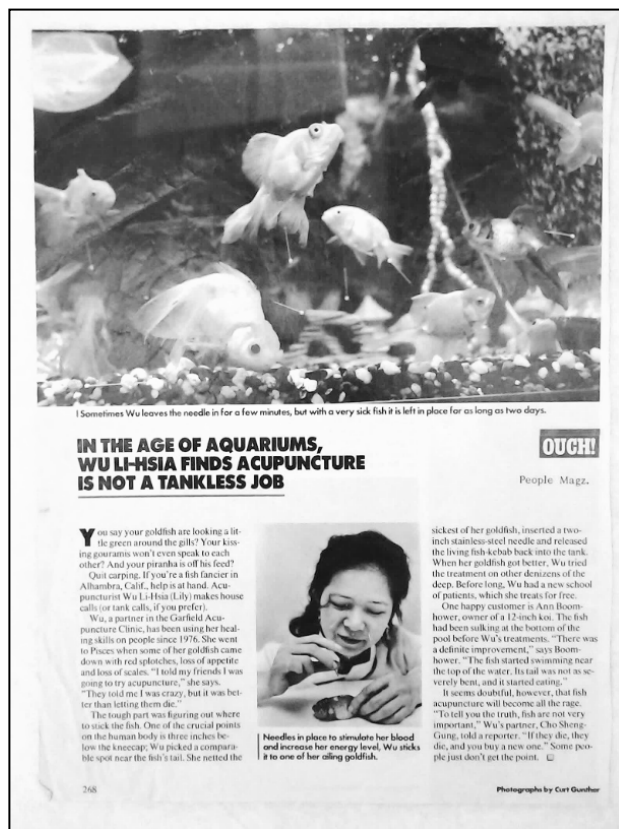 Sometimes Wu leaves the needle in for a few minutes, but with a very sick fish it is left in place for as long as two days.
IN THE AGE OF AQUARIUMS,
WU LI-HSIA FINDS ACUPUNCTURE
IS NOT A TANKLESS JOB
OUCH!
People Magz.
You say your goldfish are looking a lit-
tle green around the gills? Your kiss-
ing gouramis won't even speak to each
other? And your piranha is off his feed?
Quit carping. If you're a fish fancier in
Alhambra, Calif., help is at hand. Acu-
puncturist Wu Li-Hsia (Lily) makes house
calls (or tank calls, if you prefer).
Wu, a partner in the Garfield Acu-
puncture Clinic, has been using her heal-
ing skills on people since 1976. She went
to Pisces when some of her goldfish came
down with red splotches, loss of appetite
and loss of scales. "I told my friends I was
going to try acupuncture," she says.
"They told me I was crazy, but it was bet-
ter than letting them die."
The tough part was figuring out where
to stick the fish. One of the crucial points
on the human body is three inches be-
low the kneecap; Wu picked a compara-
ble spot near the fish's tail. She netted the
Needles in place to stimulate her blood
and increase her energy level, Wu sticks
it to one of her ailing goldfish.
sickest of her goldfish, inserted a two-
inch stainless-steel needle and released
the living fish-kebab back into the tank.
When her goldfish got better, Wu tried
the treatment on other denizens of the
deep. Before long, Wu had a new school
of patients, which she treats for free.
One happy customer is Ann Boom-
hower, owner of a 12-inch koi. The fish
had been sulking at the bottom of the
pool before Wu's treatments. "There was
a definite improvement," says Boom-
hower. "The fish started swimming near
the top of the water. Its tail was not as se-
verely bent, and it started eating."
It seems doubtful, however, that fish
acupuncture will become all the rage.
"To tell you the truth, fish are not very
important," Wu's partner, Cho Sheng-
Gung, told a reporter. "If they die, they
die, and you buy a new one." Some peo-
ple just don't get the point.
268
Photographs by Curt Gunther